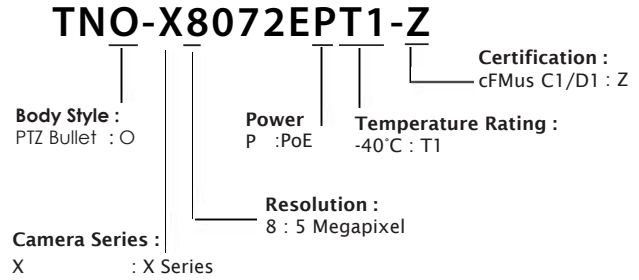 TNO-X8072EPT1-Z
Certification :
cFMus C1/D1 : Z
Body Style :
PTZ Bullet : O
Power
P :PoE
Temperature Rating :
-40°C : T1
Resolution :
8 : 5 Megapixel
Camera Series :
X : X Series